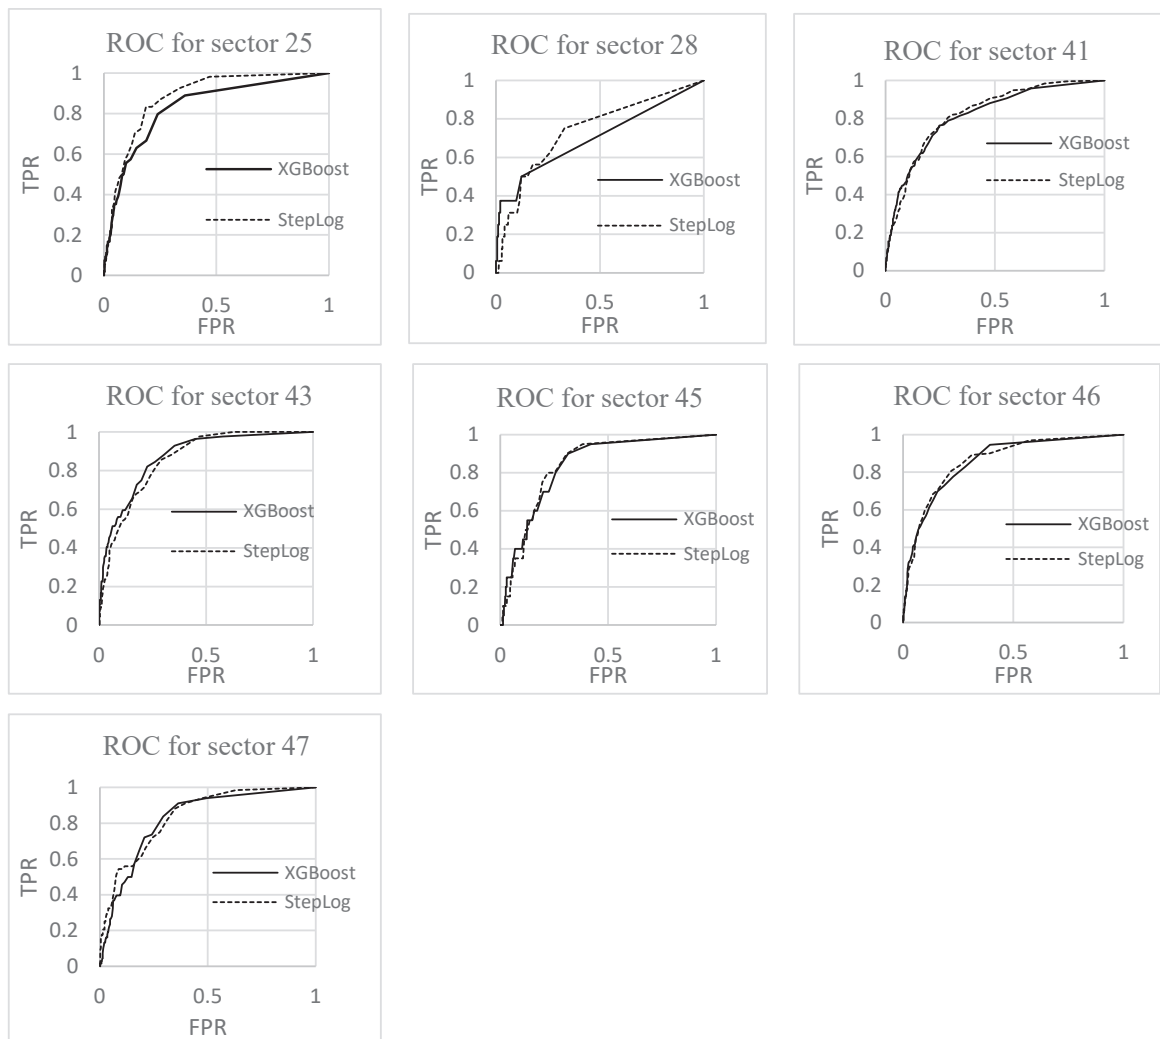 ROC for sector 25
1
0.8
0.6
0.4
0.2
0
TPR
XGBoost
StepLog
0 0.5 1
FPR
ROC for sector 28
1
0.8
0.6
0.4
0.2
0
TPR
XGBoost
StepLog
0 0.5 1
FPR
ROC for sector 41
1
0.8
0.6
0.4
0.2
0
TPR
XGBoost
StepLog
0 0.5 1
FPR
ROC for sector 43
1
0.8
0.6
0.4
0.2
0
TPR
XGBoost
StepLog
0 0.5 1
FPR
ROC for sector 45
1
0.8
0.6
0.4
0.2
0
TPR
XGBoost
StepLog
0 0.5 1
FPR
ROC for sector 46
1
0.8
0.6
0.4
0.2
0
TPR
XGBoost
StepLog
0 0.5 1
FPR
ROC for sector 47
1
0.8
0.6
0.4
0.2
0
TPR
XGBoost
StepLog
0 0.5 1
FPR